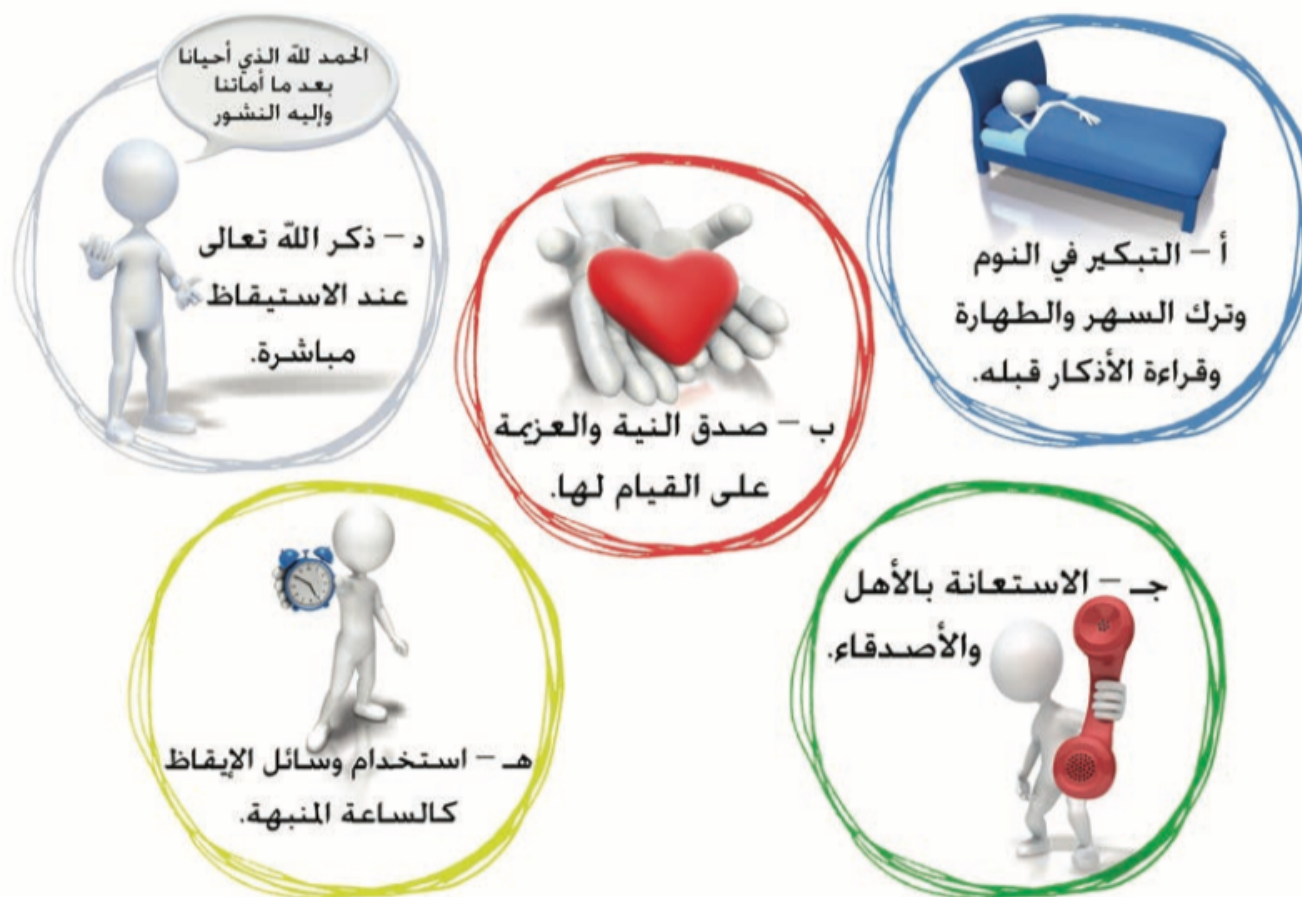 أ – التبكير في النوم
وترك السهر والطهارة
وقراءة الأذكار قبله.
ب – صدق النية والعزيمة
على القيام لها.
جـ – الاستعانة بالأهل
والأصدقاء.
الحمد لله الذي أحيانا
بعد ما أماتنا
وإليه النشور
د – ذكر الله تعالى
عند الاستيقاظ
مباشرة.
هـ – استخدام وسائل الإيقاظ
كالساعة المنبهة.